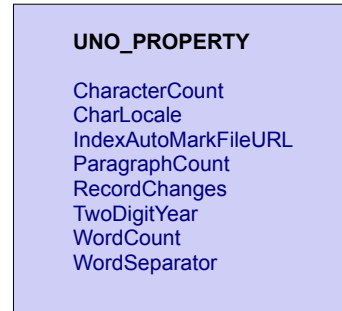 UNO_PROPERTY
CharacterCount
CharLocale
IndexAutoMarkFileURL
ParagraphCount
RecordChanges
TwoDigitYear
WordCount
WordSeparator